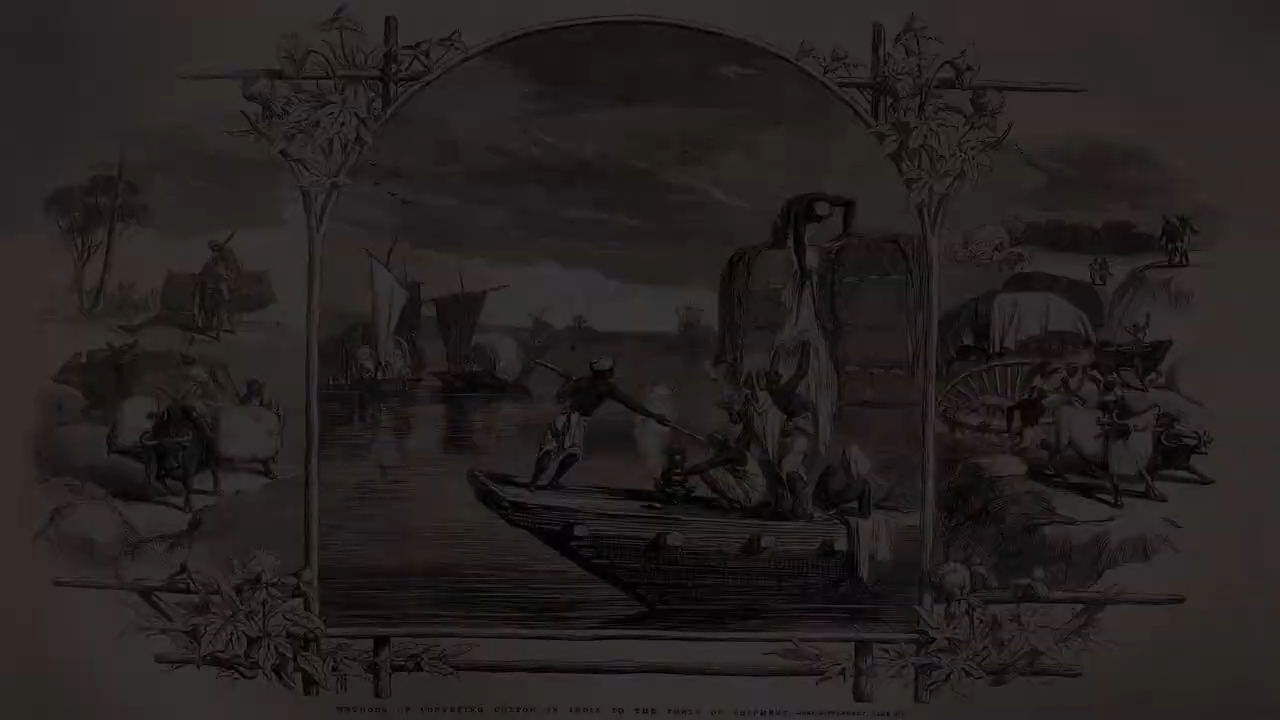 METHODS OF CONVEYING COTTON IN INDIA TO THE PORTS OF SHIPMENT